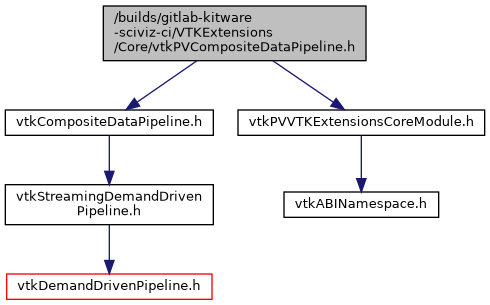 /builds/gitlab-kitware
-sciviz-ci/VTKExtensions
/Core/vtkPVCompositeDataPipeline.h
vtkCompositeDataPipeline.h
vtkPVVTKExtensionsCoreModule.h
vtkStreamingDemandDriven
Pipeline.h
vtkABINamespace.h
vtkDemandDrivenPipeline.h